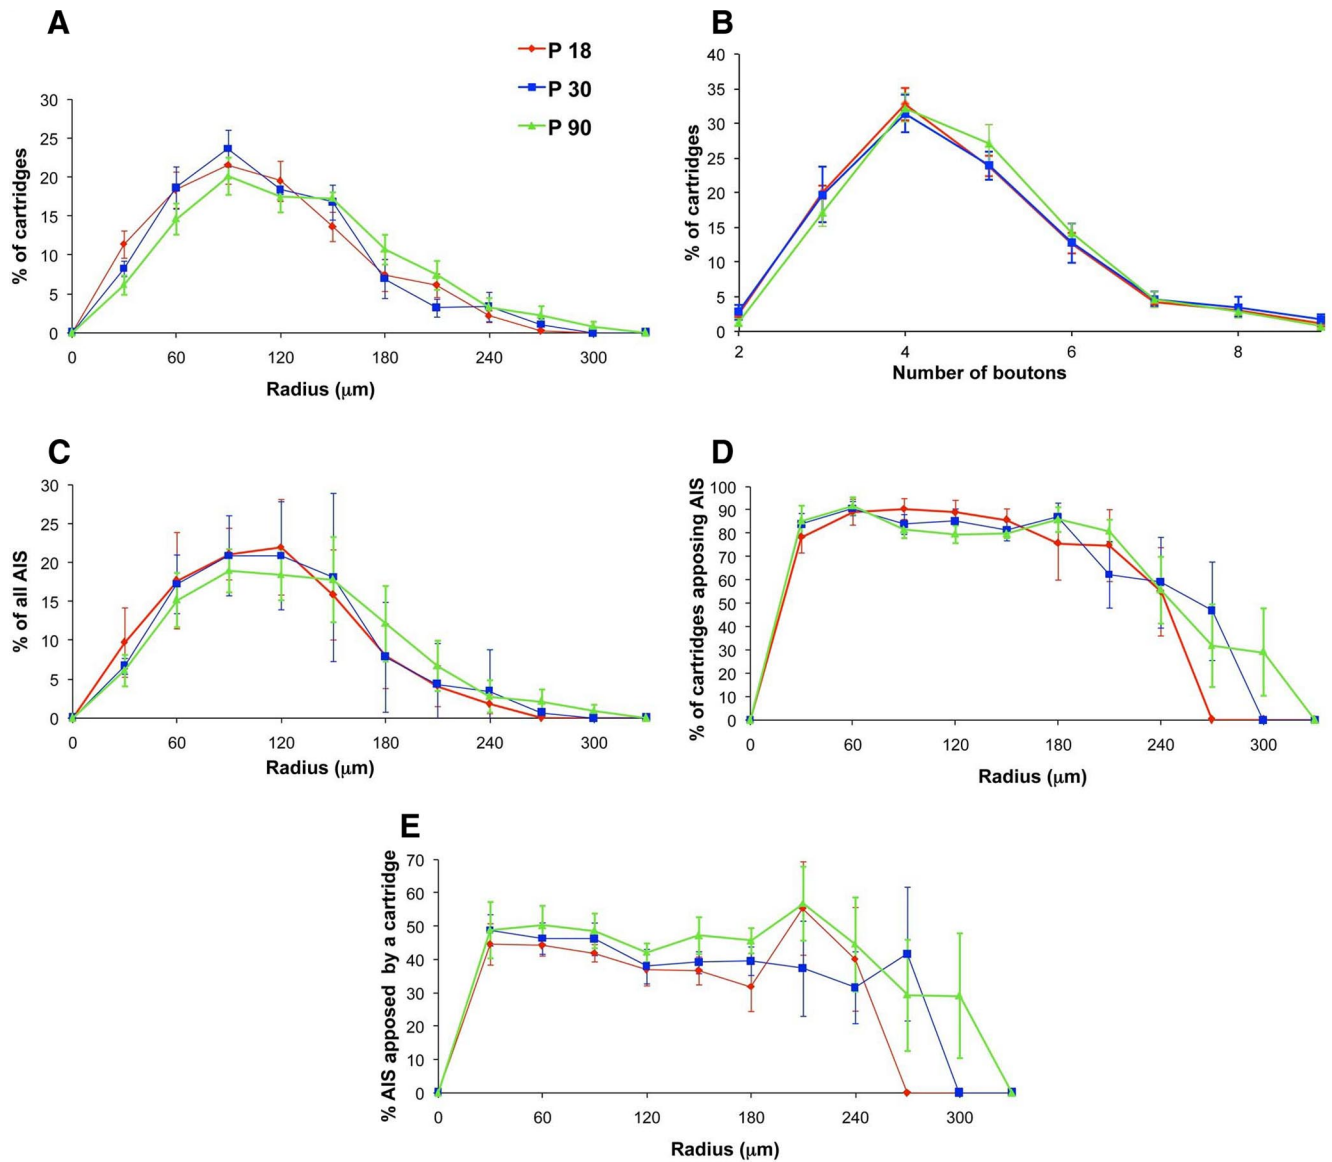 A
P 18
P 30
P 90
% of cartridges
30
25
20
15
10
5
0
0 60 120 180 240 300
Radius (μm)
B
% of cartridges
40
35
30
25
20
15
10
5
0
2 4 6 8
Number of boutons
C
% of all AIS
30
25
20
15
10
5
0
0 60 120 180 240 300
Radius (μm)
D
% of cartridges apposing AIS
100
90
80
70
60
50
40
30
20
10
0
0 60 120 180 240 300
Radius (μm)
E
% AIS apposed by a cartridge
70
60
50
40
30
20
10
0
0 60 120 180 240 300
Radius (μm)